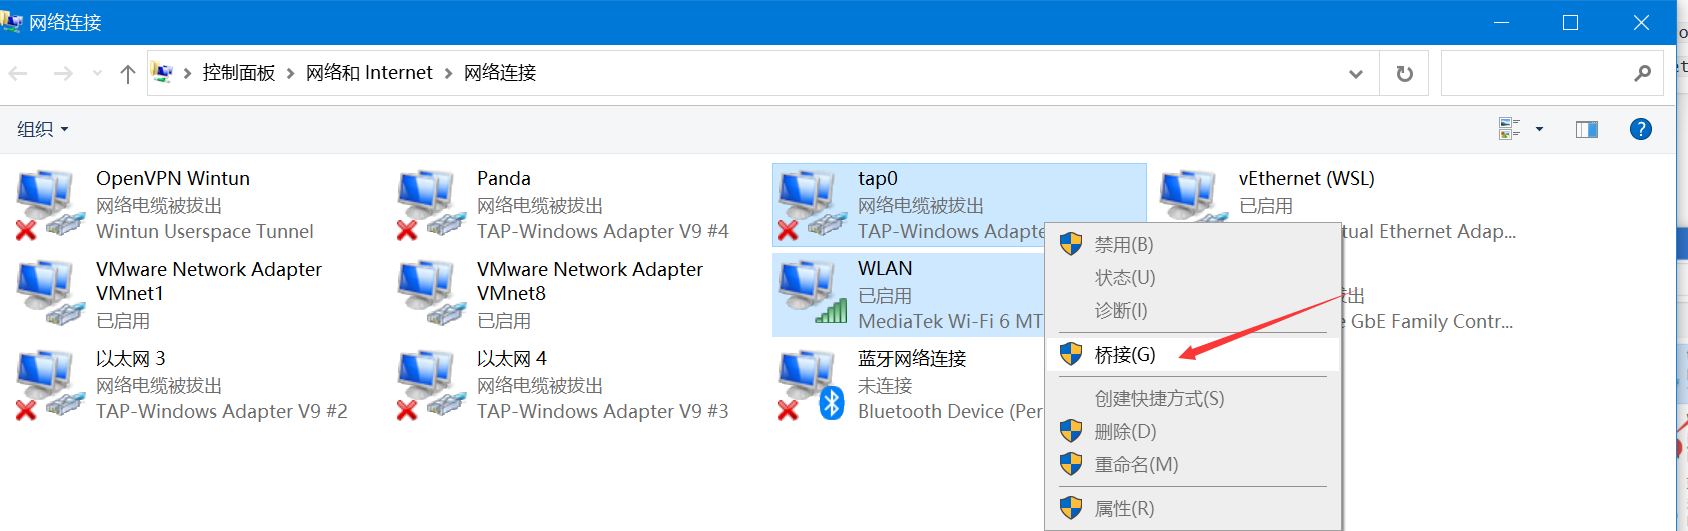 网络连接
控制面板 网络和 Internet 网络连接
组织
OpenVPN Wintun
网络电缆被拔出
Wintun Userspace Tunnel
Panda
网络电缆被拔出
TAP-Windows Adapter V9 #4
tap0
网络电缆被拔出
TAP-Windows Adapte
vEthernet (WSL)
已启用
tual Ethernet Adap...
VMware Network Adapter
VMnet1
已启用
VMware Network Adapter
VMnet8
已启用
WLAN
已启用
MediaTek Wi-Fi 6 MT
出
GbE Family Contr...
以太网 3
网络电缆被拔出
TAP-Windows Adapter V9 #2
以太网 4
网络电缆被拔出
TAP-Windows Adapter V9 #3
蓝牙网络连接
未连接
Bluetooth Device (Per
禁用(B)
状态(U)
诊断(I)
桥接(G)
创建快捷方式(S)
删除(D)
重命名(M)
属性(R)